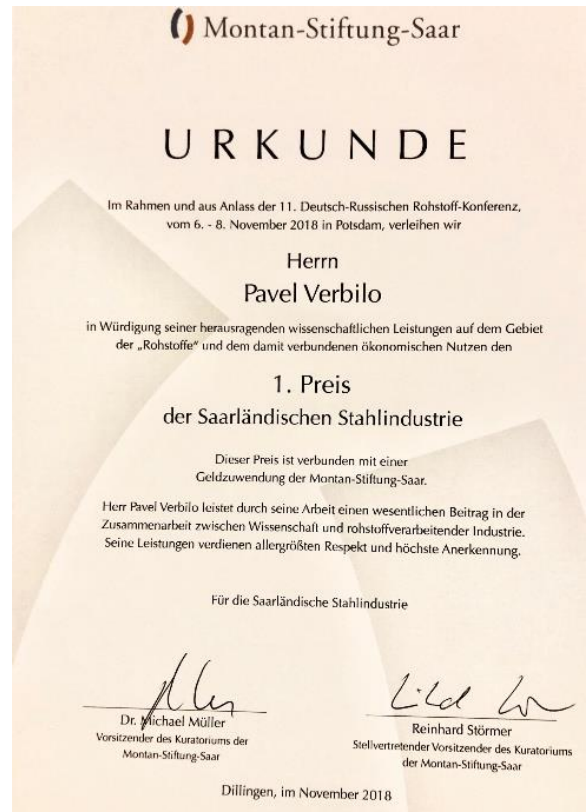 Montan-Stiftung-Saar
URKUNDE
Im Rahmen und aus Anlass der 11. Deutsch-Russischen Rohstoff-Konferenz,
vom 6. - 8. November 2018 in Potsdam, verleihen wir
Herrn
Pavel Verbilo
in Würdigung seiner herausragenden wissenschaftlichen Leistungen auf dem Gebiet
der „Rohstoffe“ und dem damit verbundenen ökonomischen Nutzen den
1. Preis
der Saarländischen Stahlindustrie
Dieser Preis ist verbunden mit einer
Geldzuwendung der Montan-Stiftung-Saar.
Herr Pavel Verbilo leistet durch seine Arbeit einen wesentlichen Beitrag in der
Zusammenarbeit zwischen Wissenschaft und rohstoffverarbeitender Industrie.
Seine Leistungen verdienen allergrößten Respekt und höchste Anerkennung.
Für die Saarländische Stahlindustrie
Dr. Michael Müller
Vorsitzender des Kuratoriums der
Montan-Stiftung-Saar
Reinhard Störmer
Stellvertretender Vorsitzender des Kuratoriums
der Montan-Stiftung-Saar
Dillingen, im November 2018